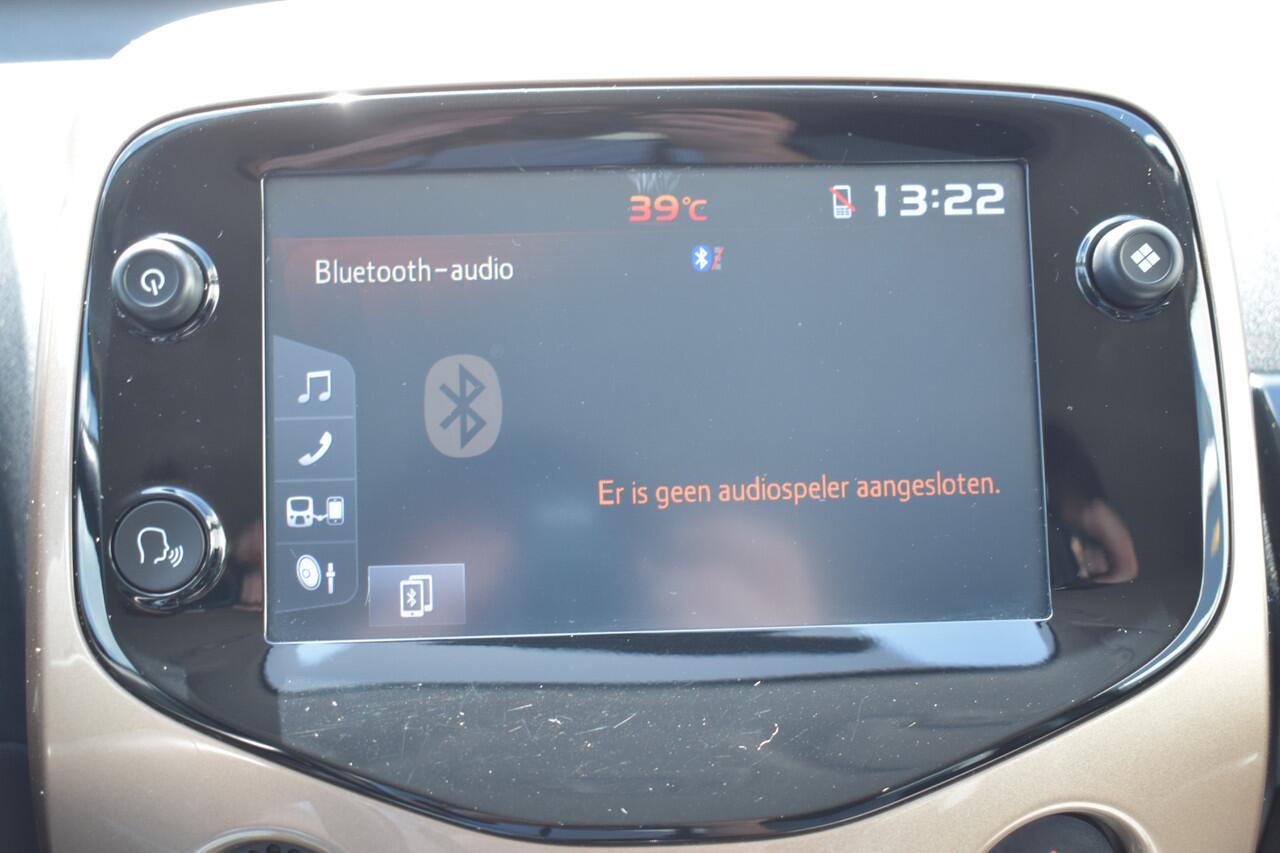 39°C
13:22
Bluetooth-audio
Er is geen audiospeler aangesloten.